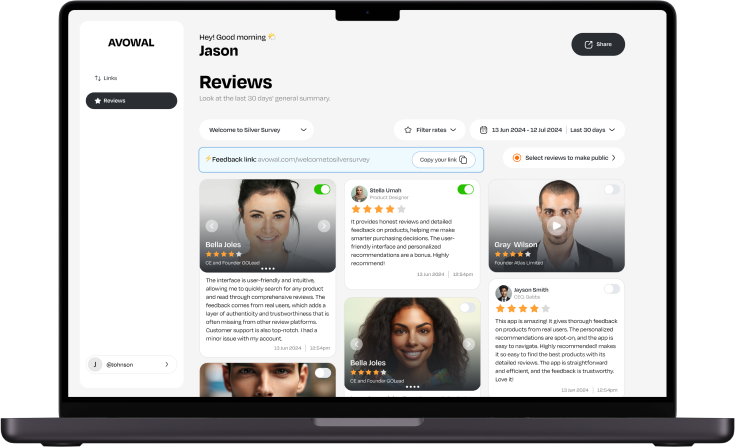 AVOWAL
Links
Reviews
J @tohnson
Hey! Good morning
Jason
Share
Reviews
Look at the last 30 days' general summary.
Welcome to Silver Survey
Filter rates
13 Jun 2024 - 12 Jul 2024 Last 30 days
Feedback link: avowal.com/welcometosilversurvey
Copy your link
Select reviews to make public
Bella Joles
CE and Founder GOLead
The interface is user-friendly and intuitive,
allowing me to quickly search for any product
and read through comprehensive reviews. The
feedback comes from real users, which adds a
layer of authenticity and trustworthiness that is
often missing from other review platforms.
Customer support is also top-notch. I had a
minor issue with my account.
13 Jun 2024 12:54pm
Stella Umah
Product Designer
It provides honest reviews and detailed
feedback on products, helping me make
smarter purchasing decisions. The user-
friendly interface and personalized
recommendations are a bonus. Highly
recommend!
13 Jun 2024 12:54pm
Bella Joles
CE and Founder GOLead
Gray Wilson
Founder Atlas Limited
Jayson Smith
CEO, Gabba
This app is amazing! It gives thorough feedback
on products from real users. The personalized
recommendations are spot-on, and the app is
easy to navigate. Highly recommended! makes
it so easy to find the best products with its
detailed reviews. The app is straightforward
and efficient, and the feedback is trustworthy.
Love it!
13 Jun 2024 12:54pm